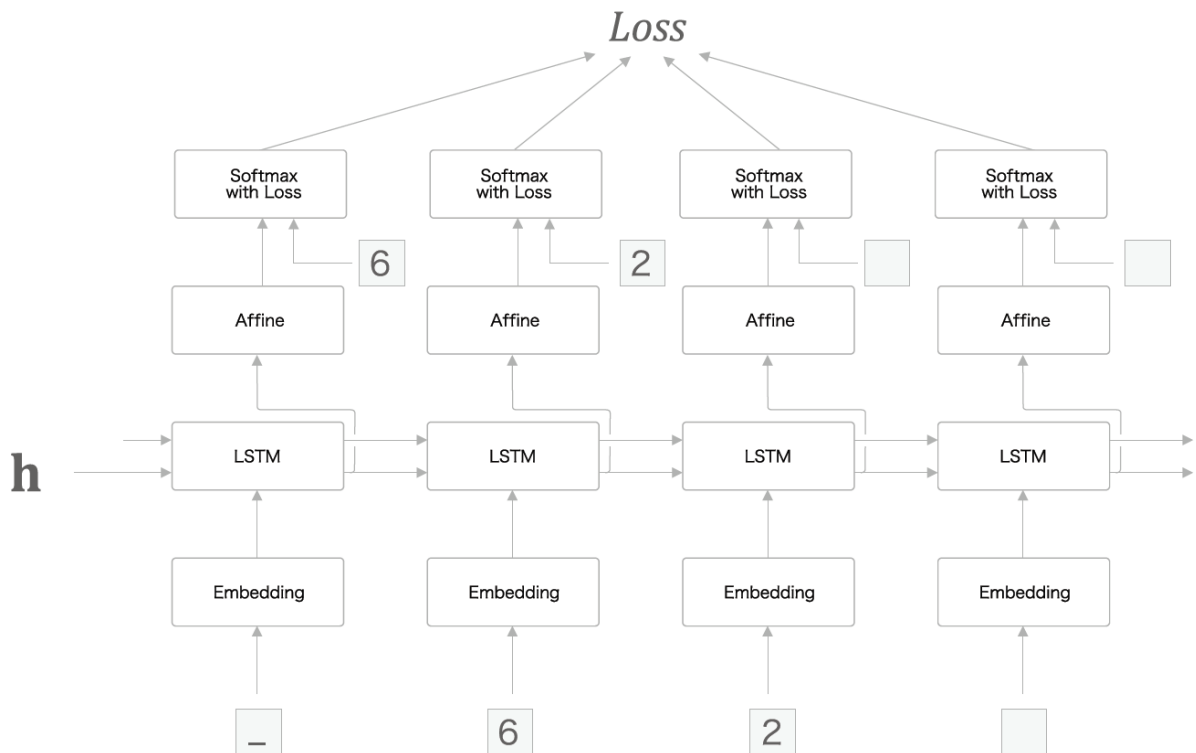 Loss
Softmax
with Loss
Softmax
with Loss
Softmax
with Loss
Softmax
with Loss
6
2
Affine
Affine
Affine
Affine
h
LSTM
LSTM
LSTM
LSTM
Embedding
Embedding
Embedding
Embedding
_
6
2